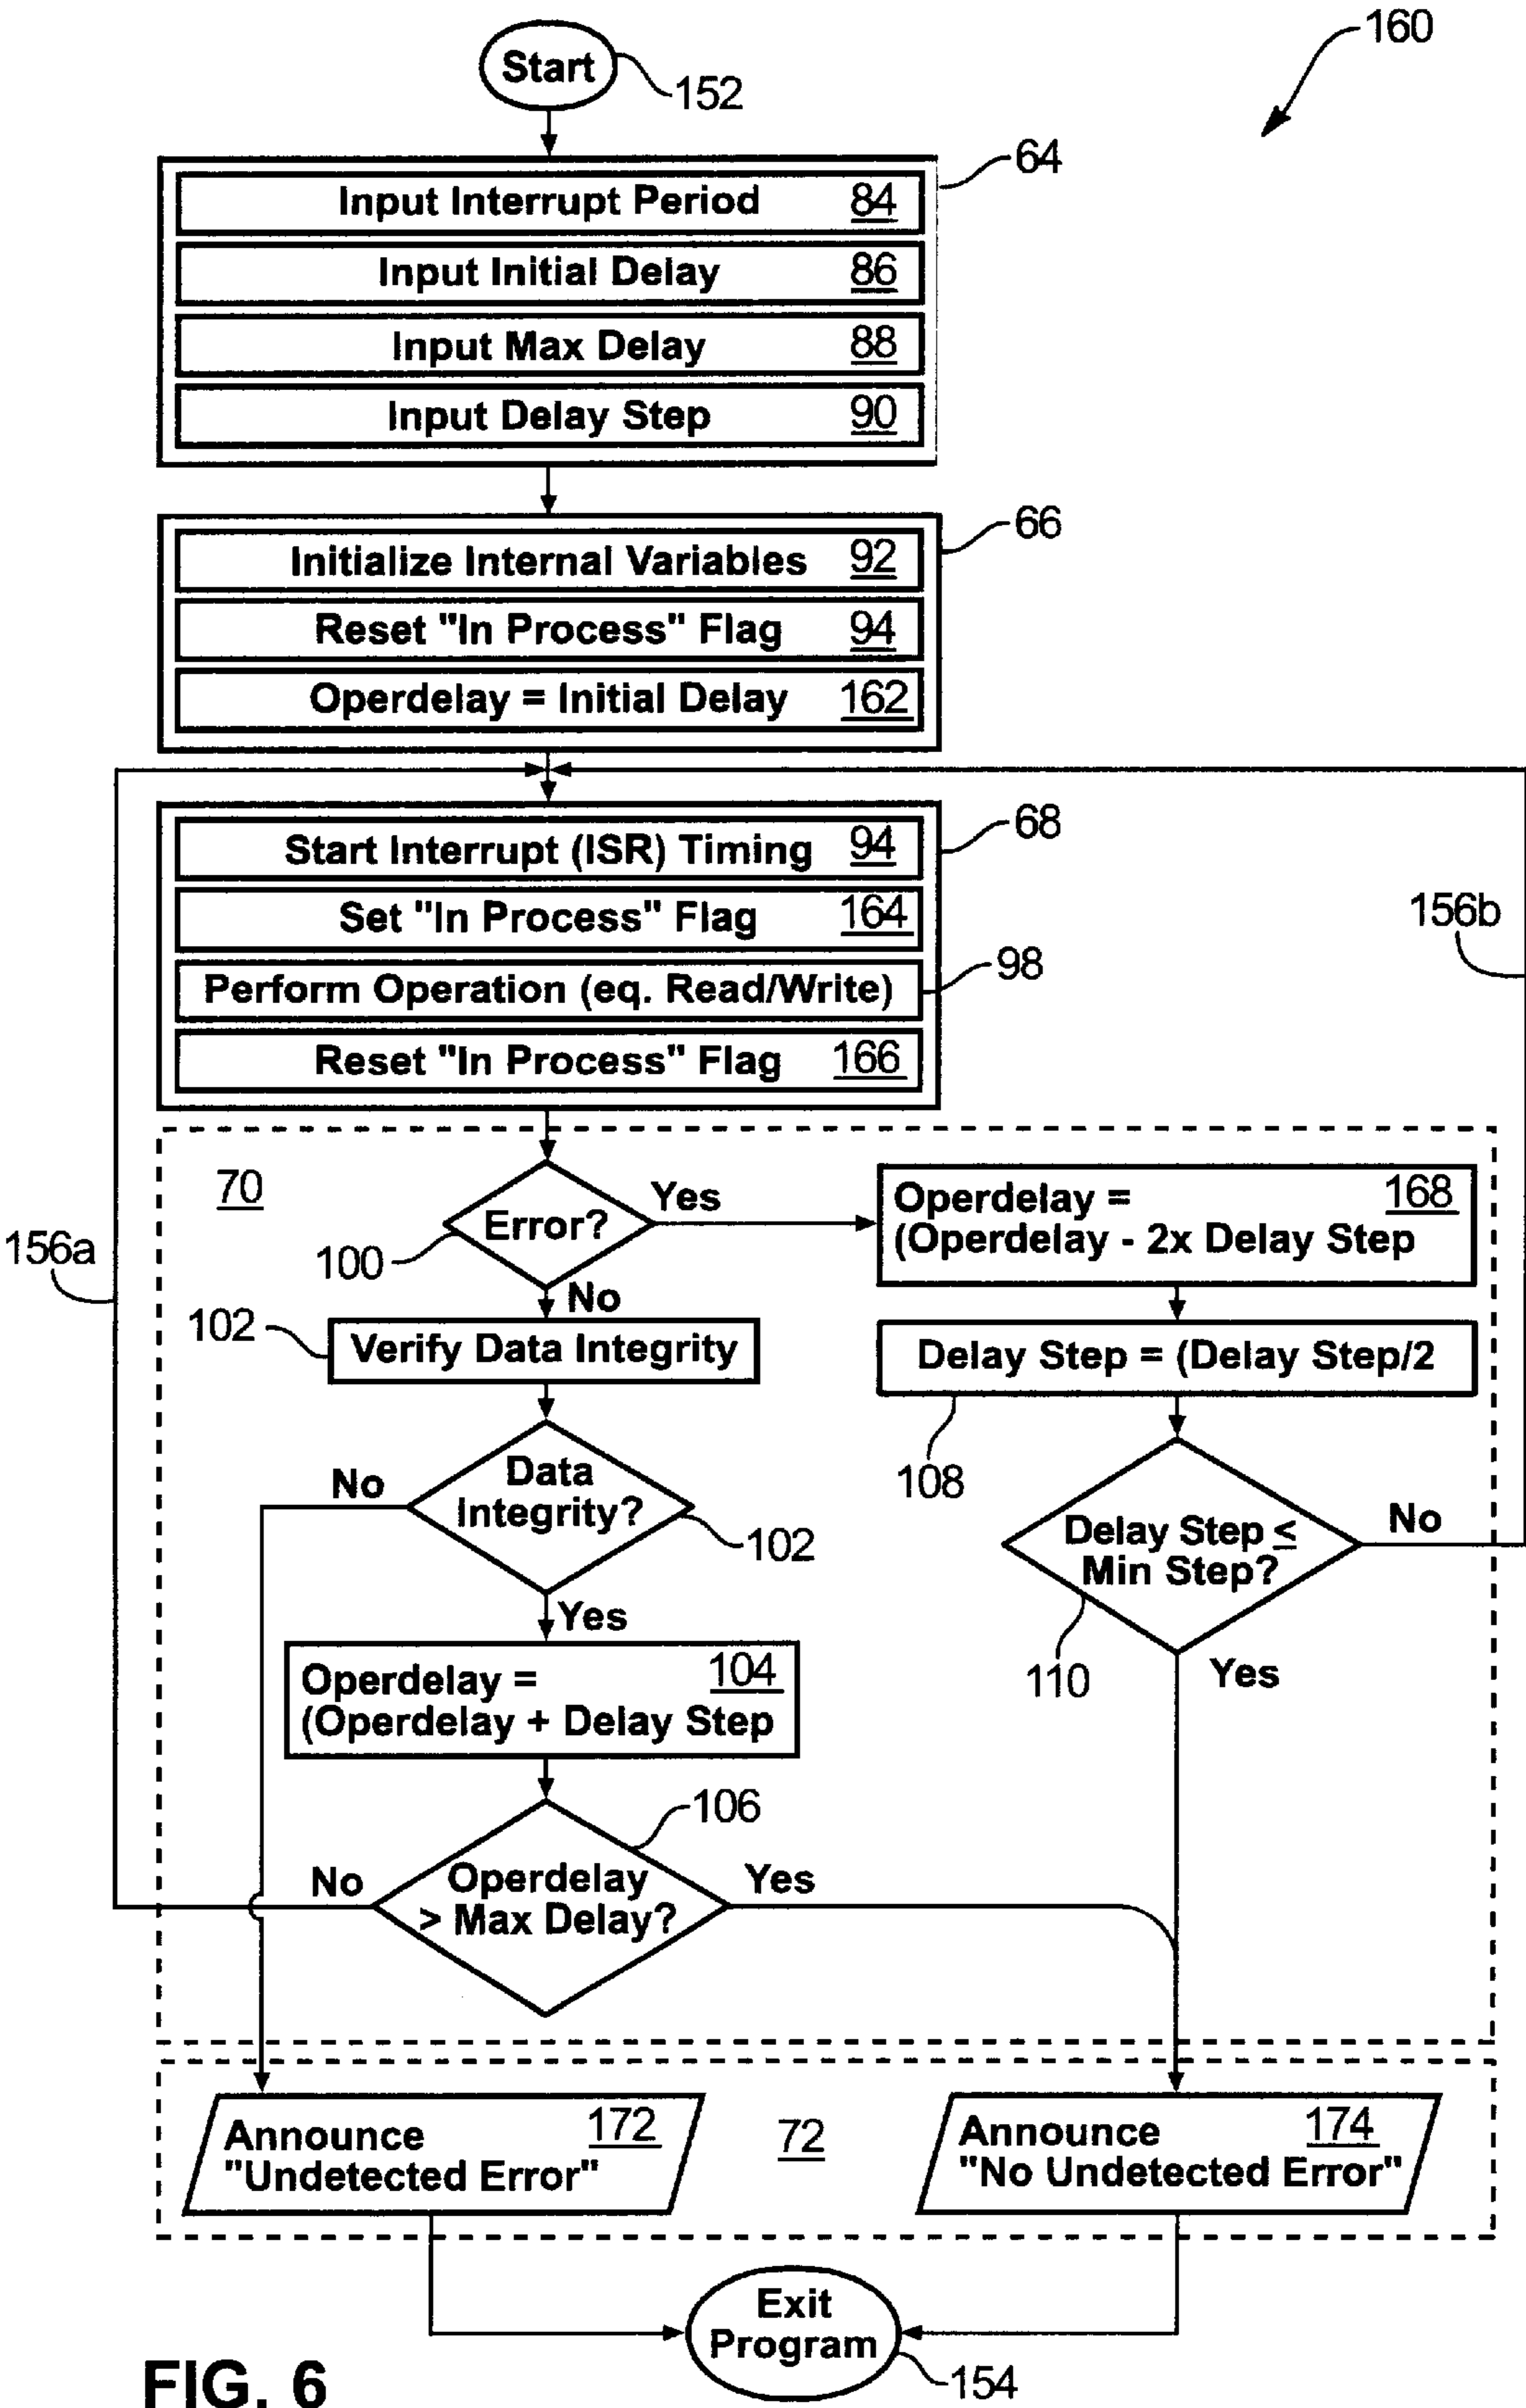 160
Start
152
64
Input Interrupt Period 84
Input Initial Delay 86
Input Max Delay 88
Input Delay Step 90
66
Initialize Internal Variables 92
Reset "In Process" Flag 94
Operdelay = Initial Delay 162
68
Start Interrupt (ISR) Timing 94
Set "In Process" Flag 164
Perform Operation (eq. Read/Write)
98
Reset "In Process" Flag 166
156b
156a
70
Error?
100
Yes
No
Operdelay = 168
(Operdelay - 2x Delay Step
102
Verify Data Integrity
Delay Step = (Delay Step/2
108
Data
Integrity?
102
No
Yes
Delay Step ≤
Min Step?
110
No
Yes
Operdelay = 104
(Operdelay + Delay Step
106
Operdelay
> Max Delay?
No
Yes
Announce 172
"Undetected Error"
72
Announce 174
"No Undetected Error"
Exit
Program
154
FIG. 6